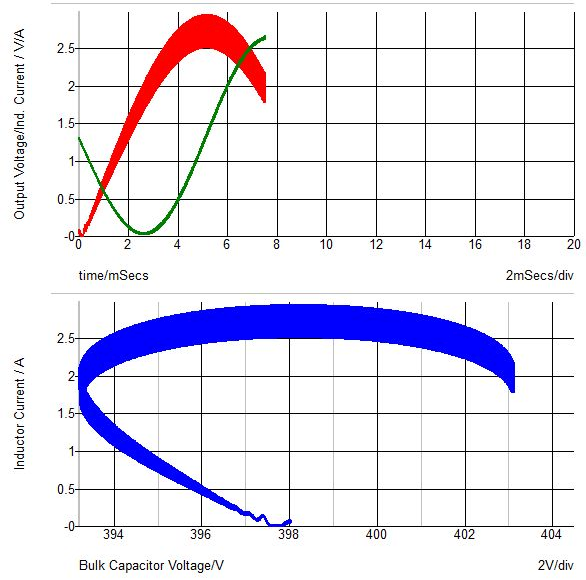 Output Voltage/Ind. Current / V/A
2.5
2
1.5
1
0.5
-0
0 2 4 6 8 10 12 14 16 18 20
time/mSecs 2mSecs/div
Inductor Current / A
2.5
2
1.5
1
0.5
-0
394 396 398 400 402 404
Bulk Capacitor Voltage/V 2V/div